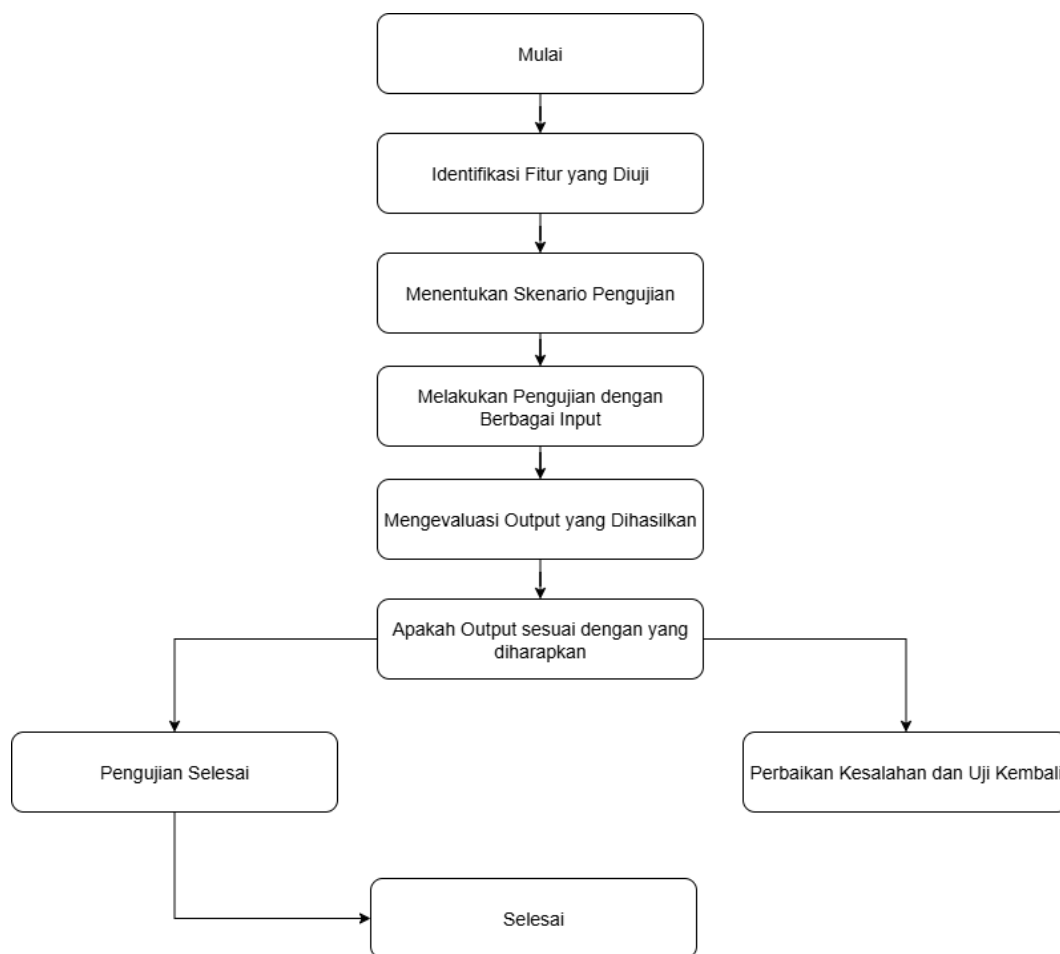 Mulai
Identifikasi Fitur yang Diuji
Menentukan Skenario Pengujian
Melakukan Pengujian dengan
Berbagai Input
Mengevaluasi Output yang Dihasilkan
Apakah Output sesuai dengan yang
diharapkan
Pengujian Selesai
Perbaikan Kesalahan dan Uji Kembali
Selesai